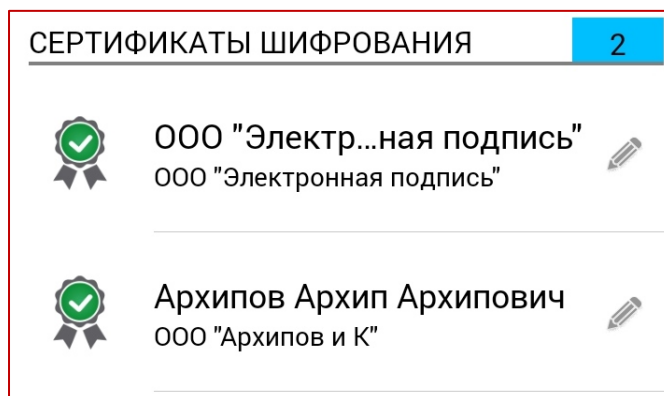 СЕРТИФИКАТЫ ШИФРОВАНИЯ 2
ООО "Электр...ная подпись"
ООО "Электронная подпись"
Архипов Архип Архипович
ООО "Архипов и К"